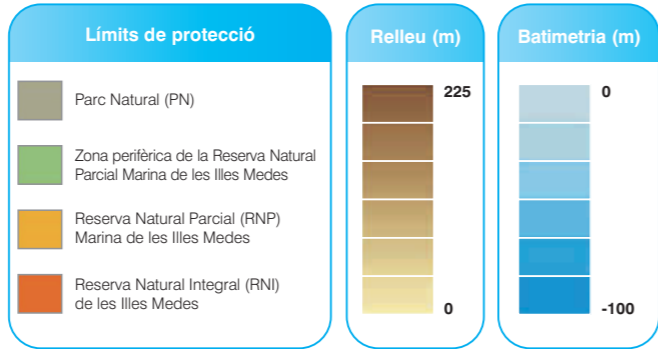 Límits de protecció
Parc Natural (PN)
Zona perifèrica de la Reserva Natural
Parcial Marina de les Illes Medes
Reserva Natural Parcial (RNP)
Marina de les Illes Medes
Reserva Natural Integral (RNI)
de les Illes Medes
Relleu (m)
225
0
Batimetria (m)
0
-100